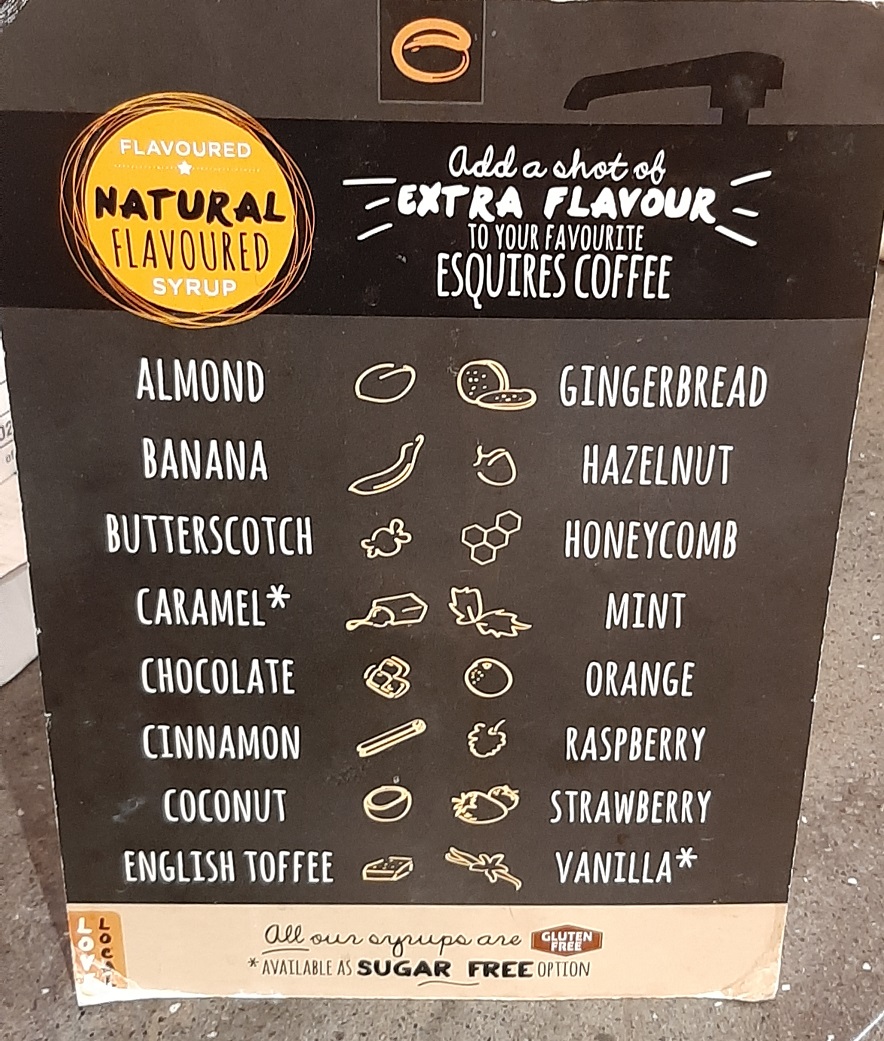 FLAVOURED
NATURAL
FLAVOURED
SYRUP
Add a shot of
EXTRA FLAVOUR
TO YOUR FAVOURITE
ESQUIRES COFFEE
ALMOND
GINGERBREAD
BANANA
HAZELNUT
BUTTERSCOTCH
HONEYCOMB
CARAMEL*
MINT
CHOCOLATE
ORANGE
CINNAMON
RASPBERRY
COCONUT
STRAWBERRY
ENGLISH TOFFEE
VANILLA*
All our syrups are GLUTEN FREE
*AVAILABLE AS SUGAR FREE OPTION